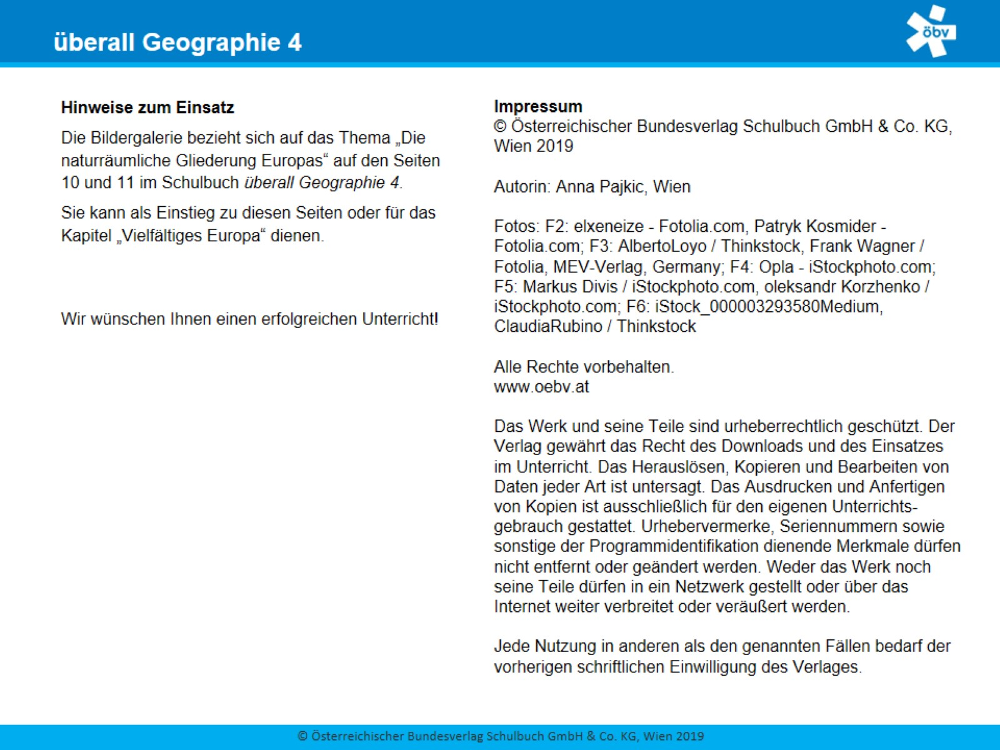 überall Geographie 4
öbv
Hinweise zum Einsatz
Die Bildergalerie bezieht sich auf das Thema „Die
naturräumliche Gliederung Europas“ auf den Seiten
10 und 11 im Schulbuch überall Geographie 4.
Sie kann als Einstieg zu diesen Seiten oder für das
Kapitel „Vielfältiges Europa“ dienen.
Wir wünschen Ihnen einen erfolgreichen Unterricht!
Impressum
© Österreichischer Bundesverlag Schulbuch GmbH & Co. KG,
Wien 2019
Autorin: Anna Pajkic, Wien
Fotos: F2: elxeneize - Fotolia.com, Patryk Kosmider -
Fotolia.com; F3: AlbertoLoyo / Thinkstock, Frank Wagner /
Fotolia, MEV-Verlag, Germany; F4: Opla - iStockphoto.com;
F5: Markus Divis / iStockphoto.com, oleksandr Korzhenko /
iStockphoto.com; F6: iStock_000003293580Medium,
ClaudiaRubino / Thinkstock
Alle Rechte vorbehalten.
www.oebv.at
Das Werk und seine Teile sind urheberrechtlich geschützt. Der
Verlag gewährt das Recht des Downloads und des Einsatzes
im Unterricht. Das Herauslösen, Kopieren und Bearbeiten von
Daten jeder Art ist untersagt. Das Ausdrucken und Anfertigen
von Kopien ist ausschließlich für den eigenen Unterrichts-
gebrauch gestattet. Urhebervermerke, Seriennummern sowie
sonstige der Programmidentifikation dienende Merkmale dürfen
nicht entfernt oder geändert werden. Weder das Werk noch
seine Teile dürfen in ein Netzwerk gestellt oder über das
Internet weiter verbreitet oder veräußert werden.
Jede Nutzung in anderen als den genannten Fällen bedarf der
vorherigen schriftlichen Einwilligung des Verlages.
© Österreichischer Bundesverlag Schulbuch GmbH & Co. KG, Wien 2019